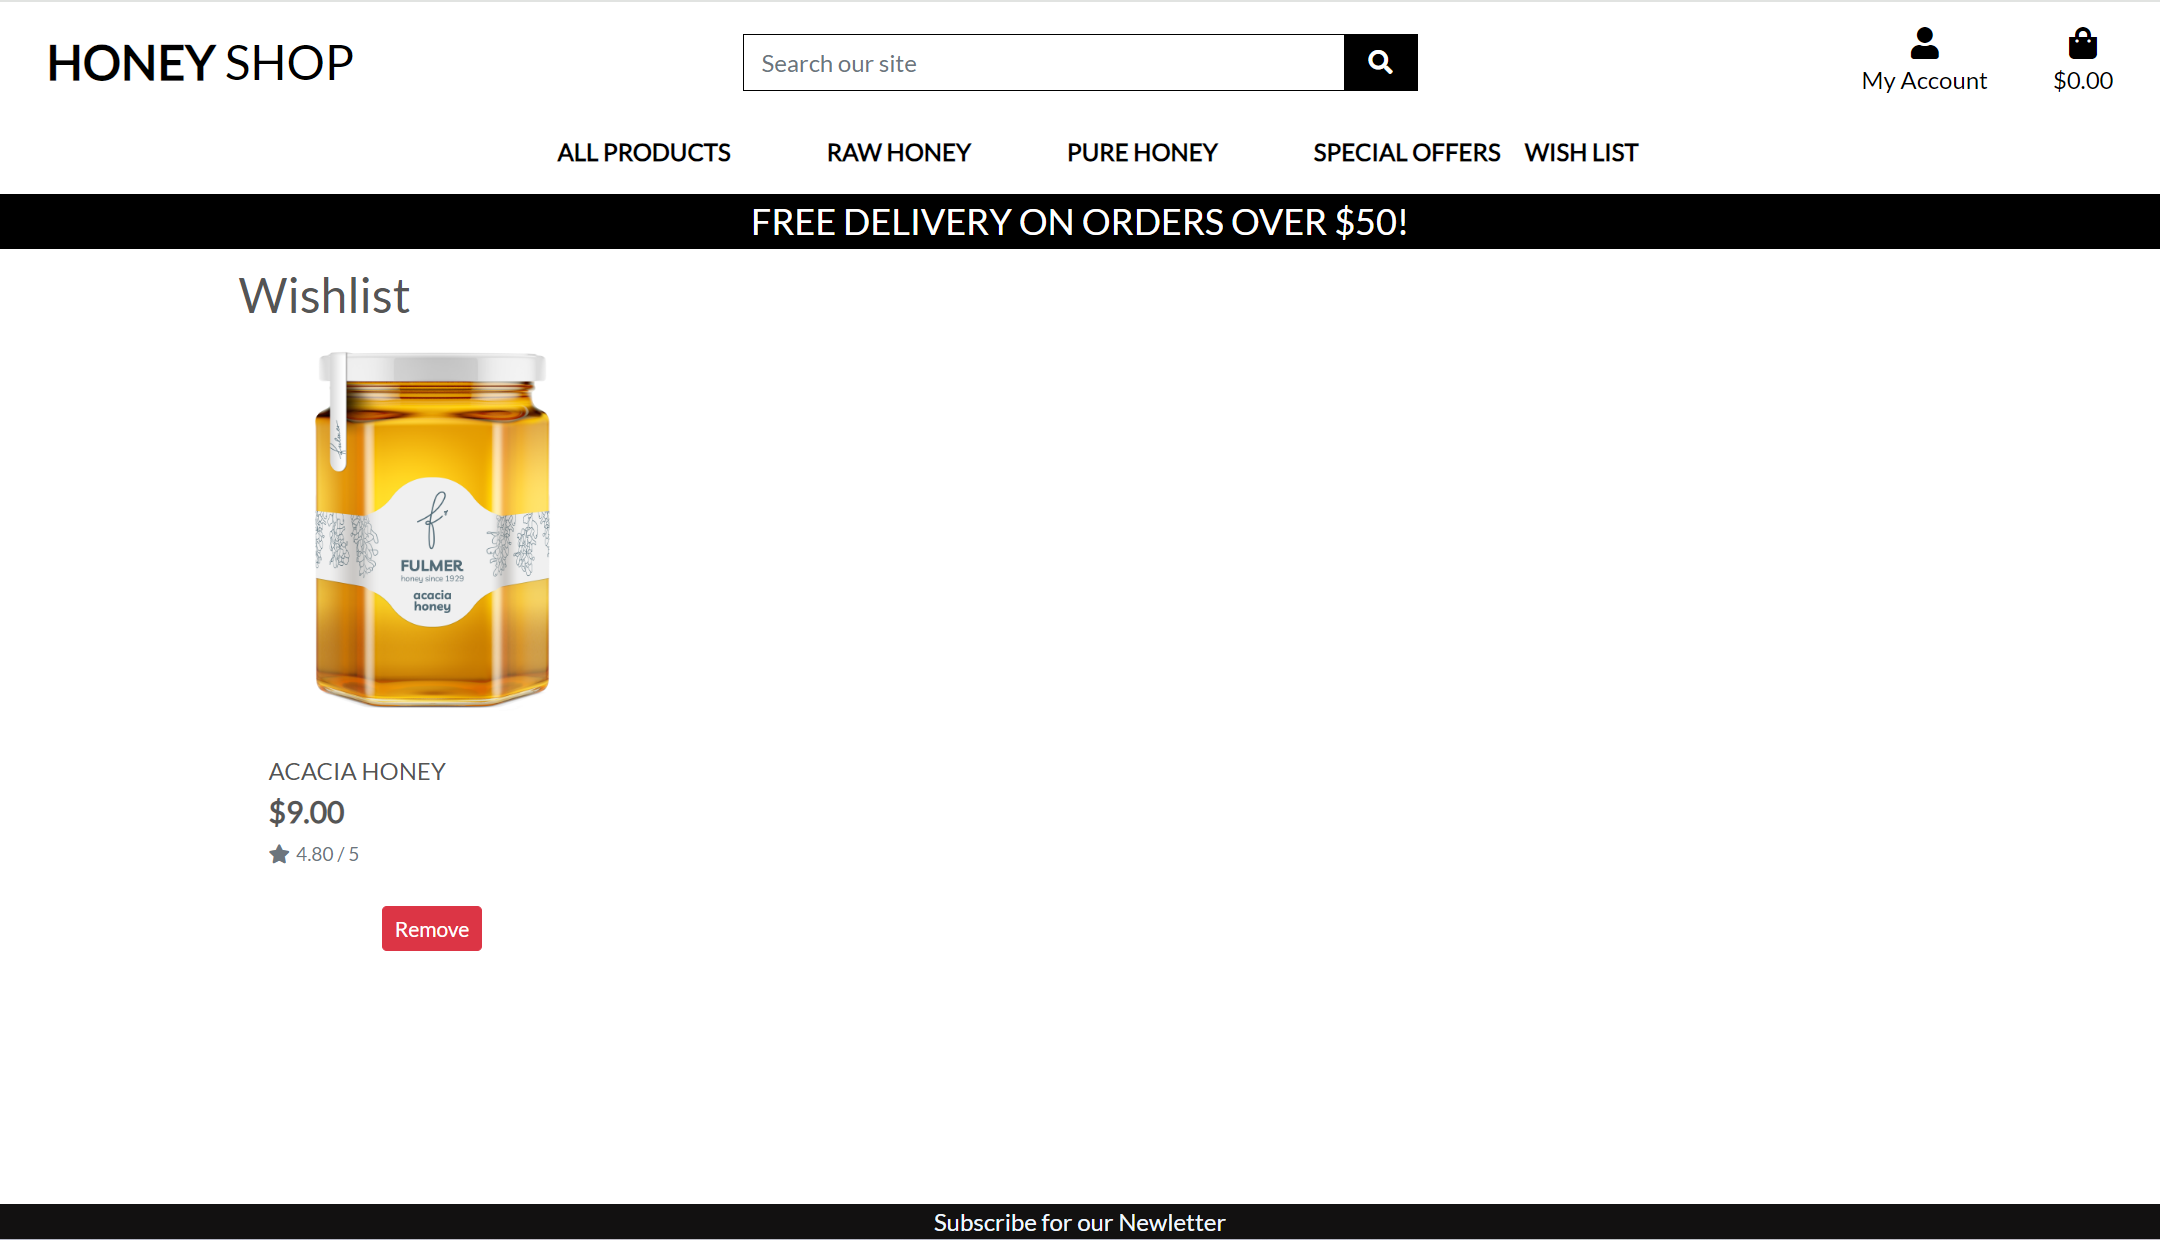 HONEY SHOP
Search our site
My Account
$0.00
ALL PRODUCTS
RAW HONEY
PURE HONEY
SPECIAL OFFERS
WISH LIST
FREE DELIVERY ON ORDERS OVER $50!
Wishlist
FULMER
honey since 1929
acacia
honey
ACACIA HONEY
$9.00
4.80 / 5
Remove
Subscribe for our Newletter